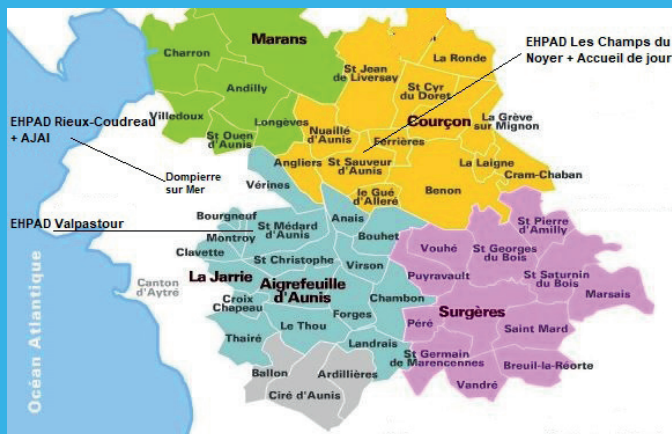 Marans
EHPAD Les Champs du
Noyer + Accueil de jour
Charron
La Ronde
St Jean
de Liversay
Andilly
St Cyr
du Doret
Villedoux
Longèves
La Grève
sur Mignon
EHPAD Rieux-Coudreau
+ AJAI
St Ouen
d'Aunis
Nuaillé
d'Aunis
Ferrières
Courçon
Angliers
St Sauveur
d'Aunis
La Laigne
Cram-Chaban
Dompierre
sur Mer
Vérines
le Gué
d'Alleré
Benon
EHPAD Valpastour
Bourgneuf
St Médard
d'Aunis
Anais
St Pierre
d'Amilly
Montroy
Bouhet
Vouhé
St Georges
du Bois
Clavette
St Christophe
Virson
Puyravault
St Saturnin
du Bois
Canton
d'Aytré
La Jarrie
Aigrefeuille
d'Aunis
Marsais
Croix
Chapeau
Chambon
Surgères
Forges
Péré
Saint Mard
Thairé
Le Thou
Landrais
St Germain
de Marencennes
Breuil-la-Réorte
Ballon
Ardillières
Vandré
Ciré d'Aunis
Océan Atlantique